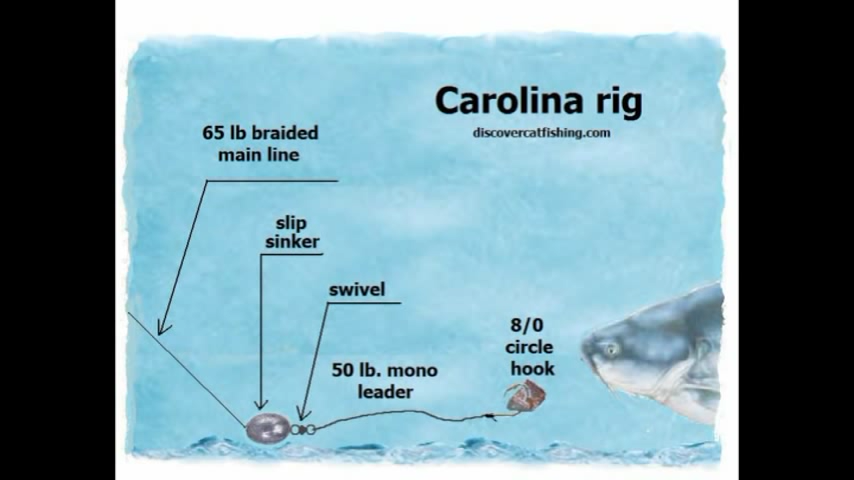 Carolina rig
discovercatfishing.com
65 lb braided
main line
slip
sinker
swivel
50 lb. mono
leader
8/0
circle
hook